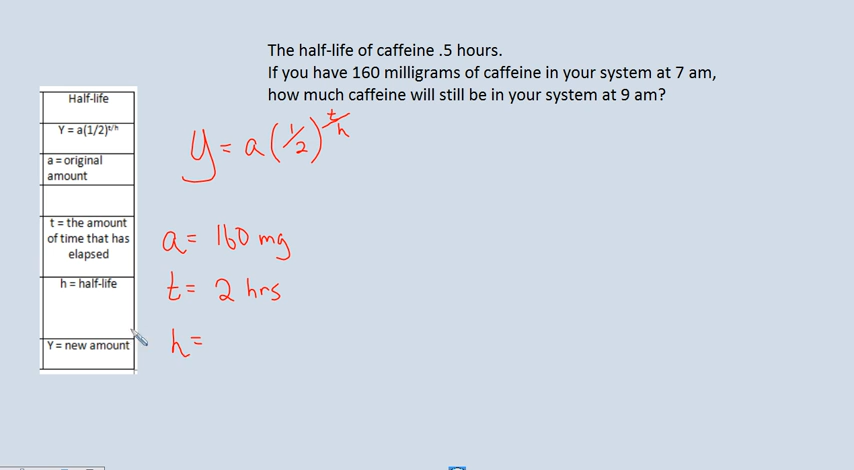 The half-life of caffeine .5 hours.
If you have 160 milligrams of caffeine in your system at 7 am,
how much caffeine will still be in your system at 9 am?
Half-life
Y = a(1/2)^t/h
a = original
amount
t = the amount
of time that has
elapsed
h = half-life
Y = new amount
y = a(1/2)^t/h
a = 160 mg
t = 2 hrs
h =